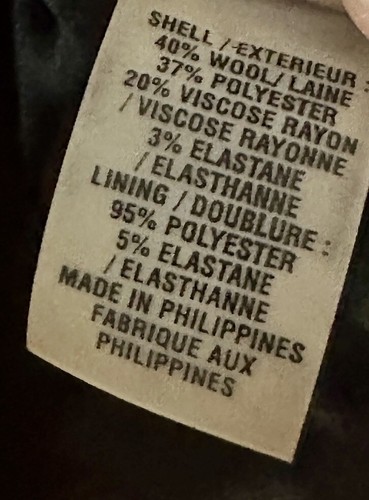 SHELL / EXTERIEUR :
40% WOOL/ LAINE
37% POLYESTER
20% VISCOSE RAYON
/ VISCOSE RAYONNE
3% ELASTANE
/ ELASTHANNE
LINING / DOUBLURE :
95% POLYESTER
5% ELASTANE
/ ELASTHANNE
MADE IN PHILIPPINES
FABRIQUE AUX
PHILIPPINES